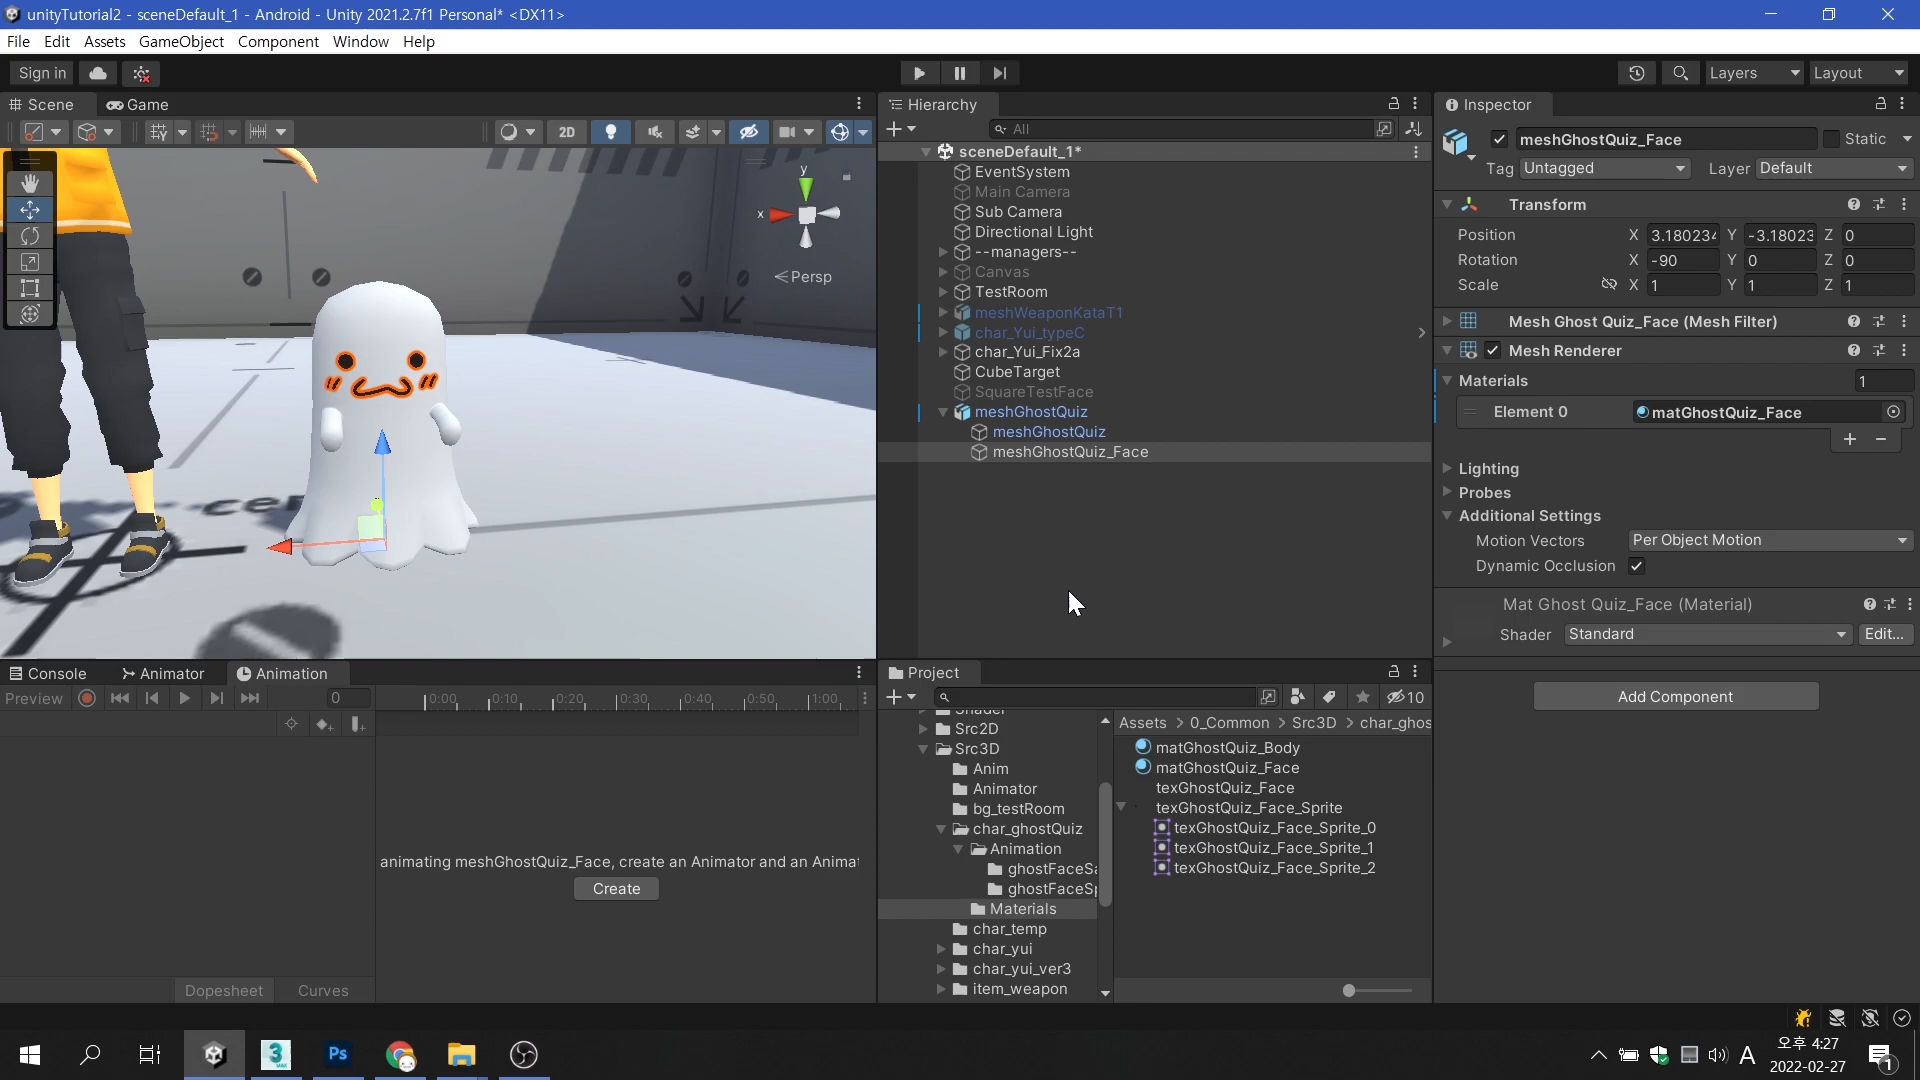 unityTutorial2 - sceneDefault_1 - Android - Unity 2021.2.7f1 Personal* <DX11>
File Edit Assets GameObject Component Window Help
Sign in
Layers
Layout
Scene
Game
2D
y
x
Persp
Hierarchy
All
sceneDefault_1*
EventSystem
Main Camera
Sub Camera
Directional Light
--managers--
Canvas
TestRoom
meshWeaponKataT1
char_Yui_typeC
char_Yui_Fix2a
CubeTarget
SquareTestFace
meshGhostQuiz
meshGhostQuiz
meshGhostQuiz_Face
Inspector
meshGhostQuiz_Face
Static
Tag Untagged Layer Default
Transform
Position X 3.180234 Y -3.18023 Z 0
Rotation X -90 Y 0 Z 0
Scale X 1 Y 1 Z 1
Mesh Ghost Quiz_Face (Mesh Filter)
Mesh Renderer
Materials 1
Element 0 matGhostQuiz_Face
Lighting
Probes
Additional Settings
Motion Vectors Per Object Motion
Dynamic Occlusion
Mat Ghost Quiz_Face (Material)
Shader Standard Edit...
Add Component
Console
Animator
Animation
Preview
0
0:00 0:10 0:20 0:30 0:40 0:50 1:00
animating meshGhostQuiz_Face, create an Animator and an Animat
Create
Dopesheet
Curves
Project
10
Shader
Src2D
Src3D
Anim
Animator
bg_testRoom
char_ghostQuiz
Animation
ghostFaceSa
ghostFaceSp
Materials
char_temp
char_yui
char_yui_ver3
item_weapon
Assets > 0_Common > Src3D > char_ghos
matGhostQuiz_Body
matGhostQuiz_Face
texGhostQuiz_Face
texGhostQuiz_Face_Sprite
texGhostQuiz_Face_Sprite_0
texGhostQuiz_Face_Sprite_1
texGhostQuiz_Face_Sprite_2
3
Ps
A
오후 4:27
2022-02-27
1